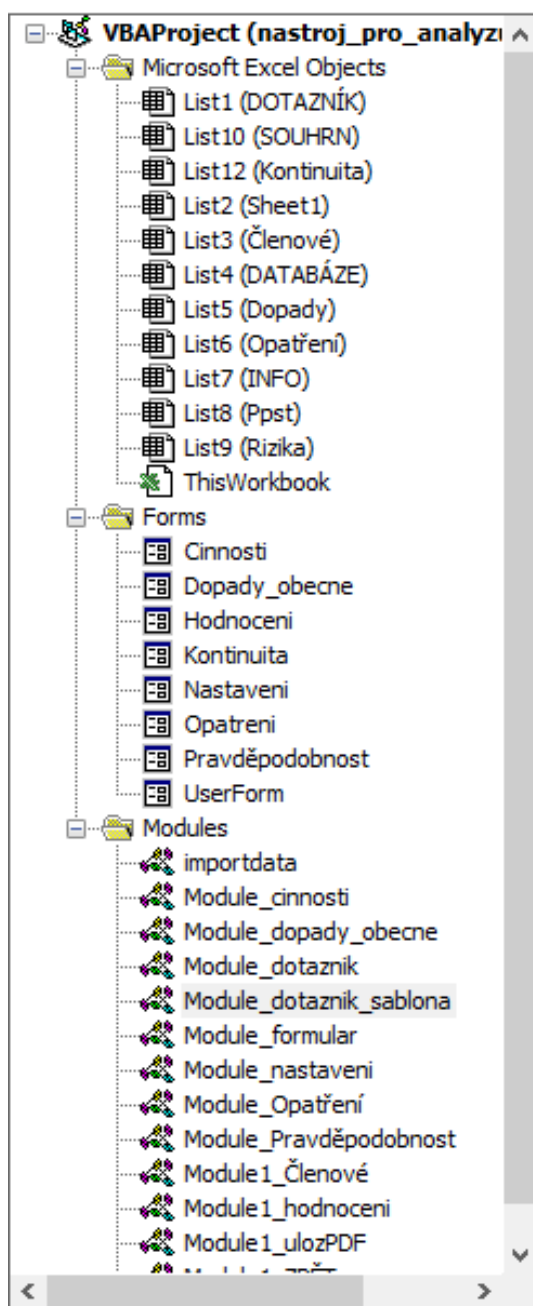 VBAProject (nastroj_pro_analyz
Microsoft Excel Objects
List1 (DOTAZNÍK)
List10 (SOUHRN)
List12 (Kontinuita)
List2 (Sheet1)
List3 (Členové)
List4 (DATABÁZE)
List5 (Dopady)
List6 (Opatření)
List7 (INFO)
List8 (Ppst)
List9 (Rizika)
ThisWorkbook
Forms
Cinnosti
Dopady_obecne
Hodnoceni
Kontinuita
Nastaveni
Opatreni
Pravděpodobnost
UserForm
Modules
importdata
Module_cinnosti
Module_dopady_obecne
Module_dotaznik
Module_dotaznik_sablona
Module_formular
Module_nastaveni
Module_Opatření
Module_Pravděpodobnost
Module1_Členové
Module1_hodnoceni
Module1_ulozPDF